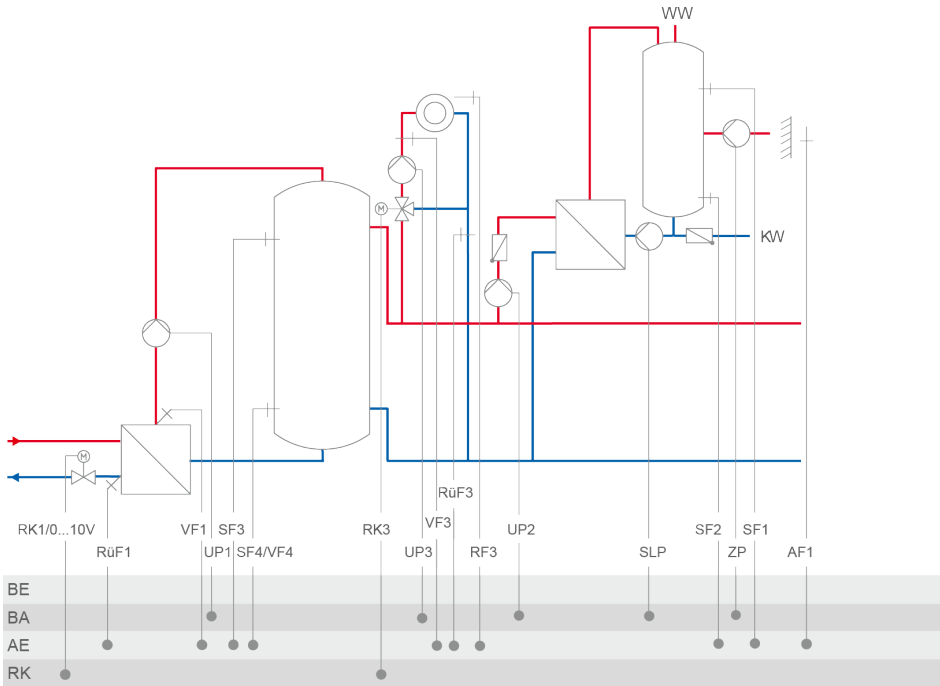 WW
M
KW
M
RüF3
RK1/0...10V
VF1
SF3
RK3
VF3
UP2
SF2
SF1
RüF1
UP1
SF4/VF4
UP3
RF3
SLP
ZP
AF1
BE
BA
AE
RK